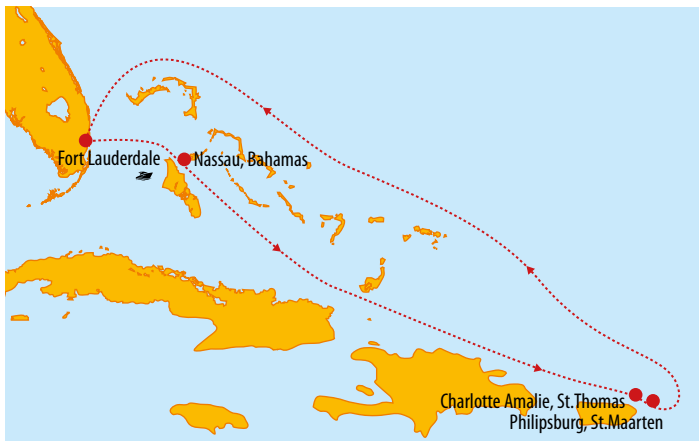 Fort Lauderdale
Nassau, Bahamas
Charlotte Amalie, St.Thomas
Philipsburg, St.Maarten